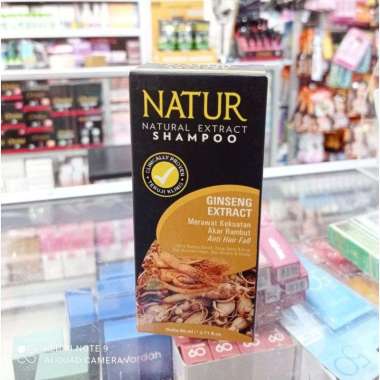 NATUR
NATURAL EXTRACT
SHAMPOO
CLINICALLY PROVEN
TERUJI KLINIS
GINSENG
EXTRACT
Merawat Kekuatan
Akar Rambut
Anti Hair Fall
NOTE 9
AI QUAD CAMERA